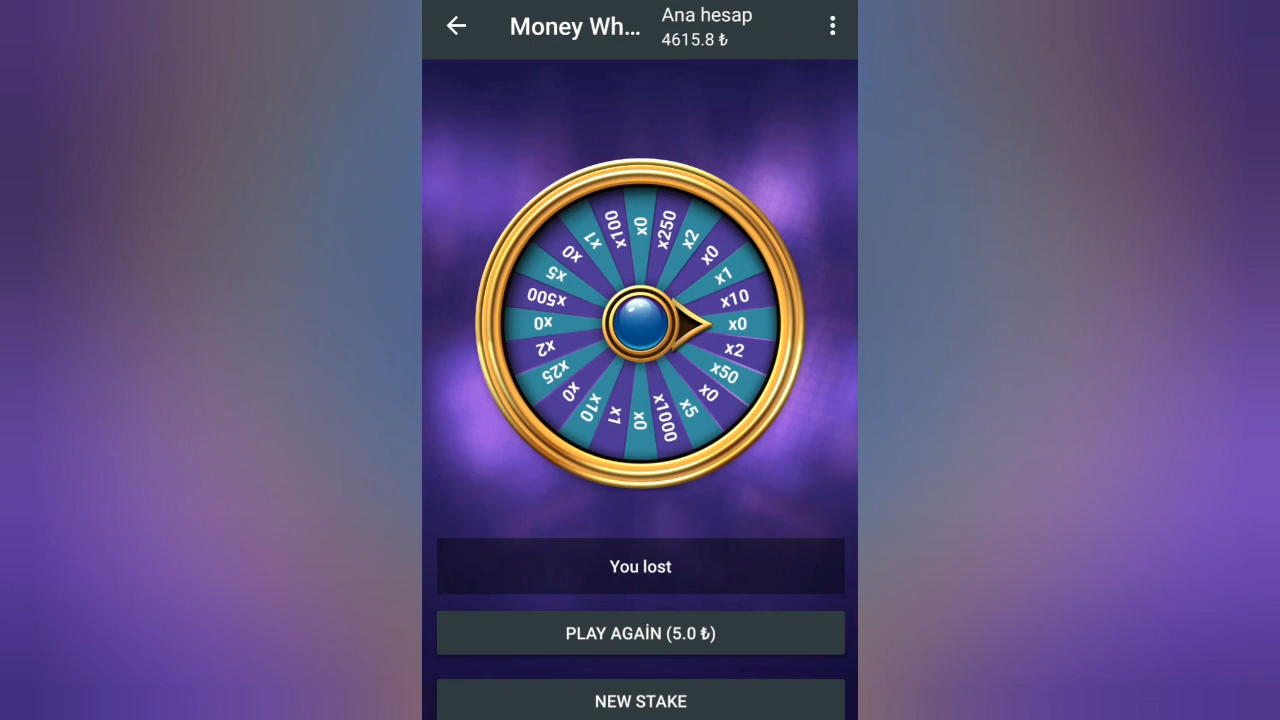 Money Wh...
Ana hesap
4615.8 ₺
x0
x250
x2
x0
x1
x10
x0
x2
x50
x0
x5
x1000
x0
x1
x10
x0
x25
x2
x0
x500
x5
x0
x1
x100
You lost
PLAY AGAİN (5.0 ₺)
NEW STAKE